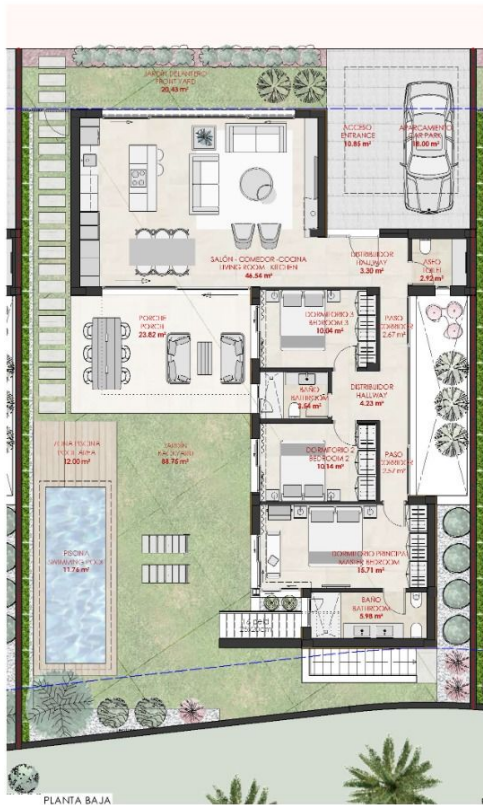 JARDÍN DELANTERO
FRONT YARD
20,43 m²
ACCESO
ENTRANCE
10.85 m²
APARCAMIENTO
CAR PARK
18.00 m²
SALÓN - COMEDOR - COCINA
LIVING ROOM - KITCHEN
46.54 m²
DISTRIBUIDOR
HALLWAY
3.30 m²
ASEO
TOILET
2.92 m²
PORCHE
PORCH
23.82 m²
DORMITORIO 3
BEDROOM 3
10.04 m²
PASO
CORRIDOR
2.67 m²
BAÑO
BATHROOM
3.54 m²
DISTRIBUIDOR
HALLWAY
4.23 m²
ZONA PISCINA
POOL AREA
12.00 m²
JARDÍN
BACKYARD
88.75 m²
DORMITORIO 2
BEDROOM 2
10.14 m²
PASO
CORRIDOR
2.57 m²
PISCINA
SWIMMING POOL
11.76 m²
DORMITORIO PRINCIPAL
MASTER BEDROOM
15.71 m²
BAÑO
BATHROOM
5.98 m²
PLANTA BAJA